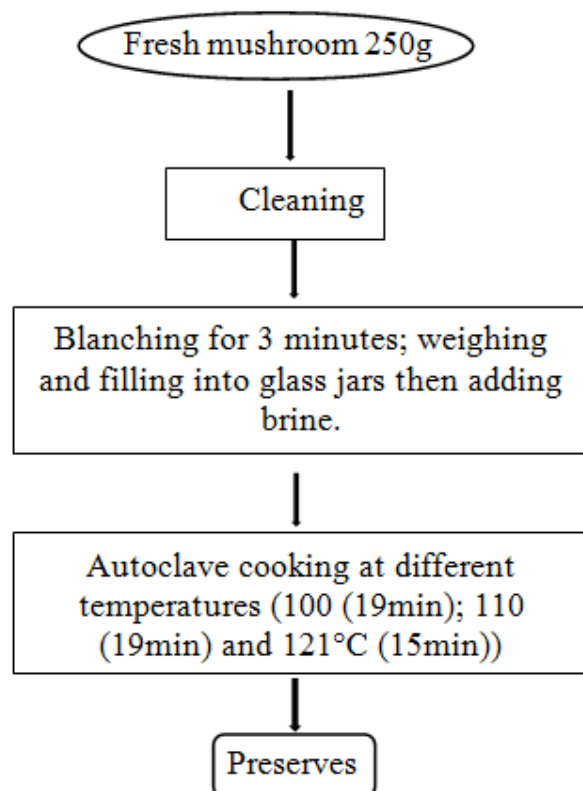 Fresh mushroom 250g
Cleaning
Blanching for 3 minutes; weighing
and filling into glass jars then adding
brine.
Autoclave cooking at different
temperatures (100 (19min); 110
(19min) and 121°C (15min))
Preserves